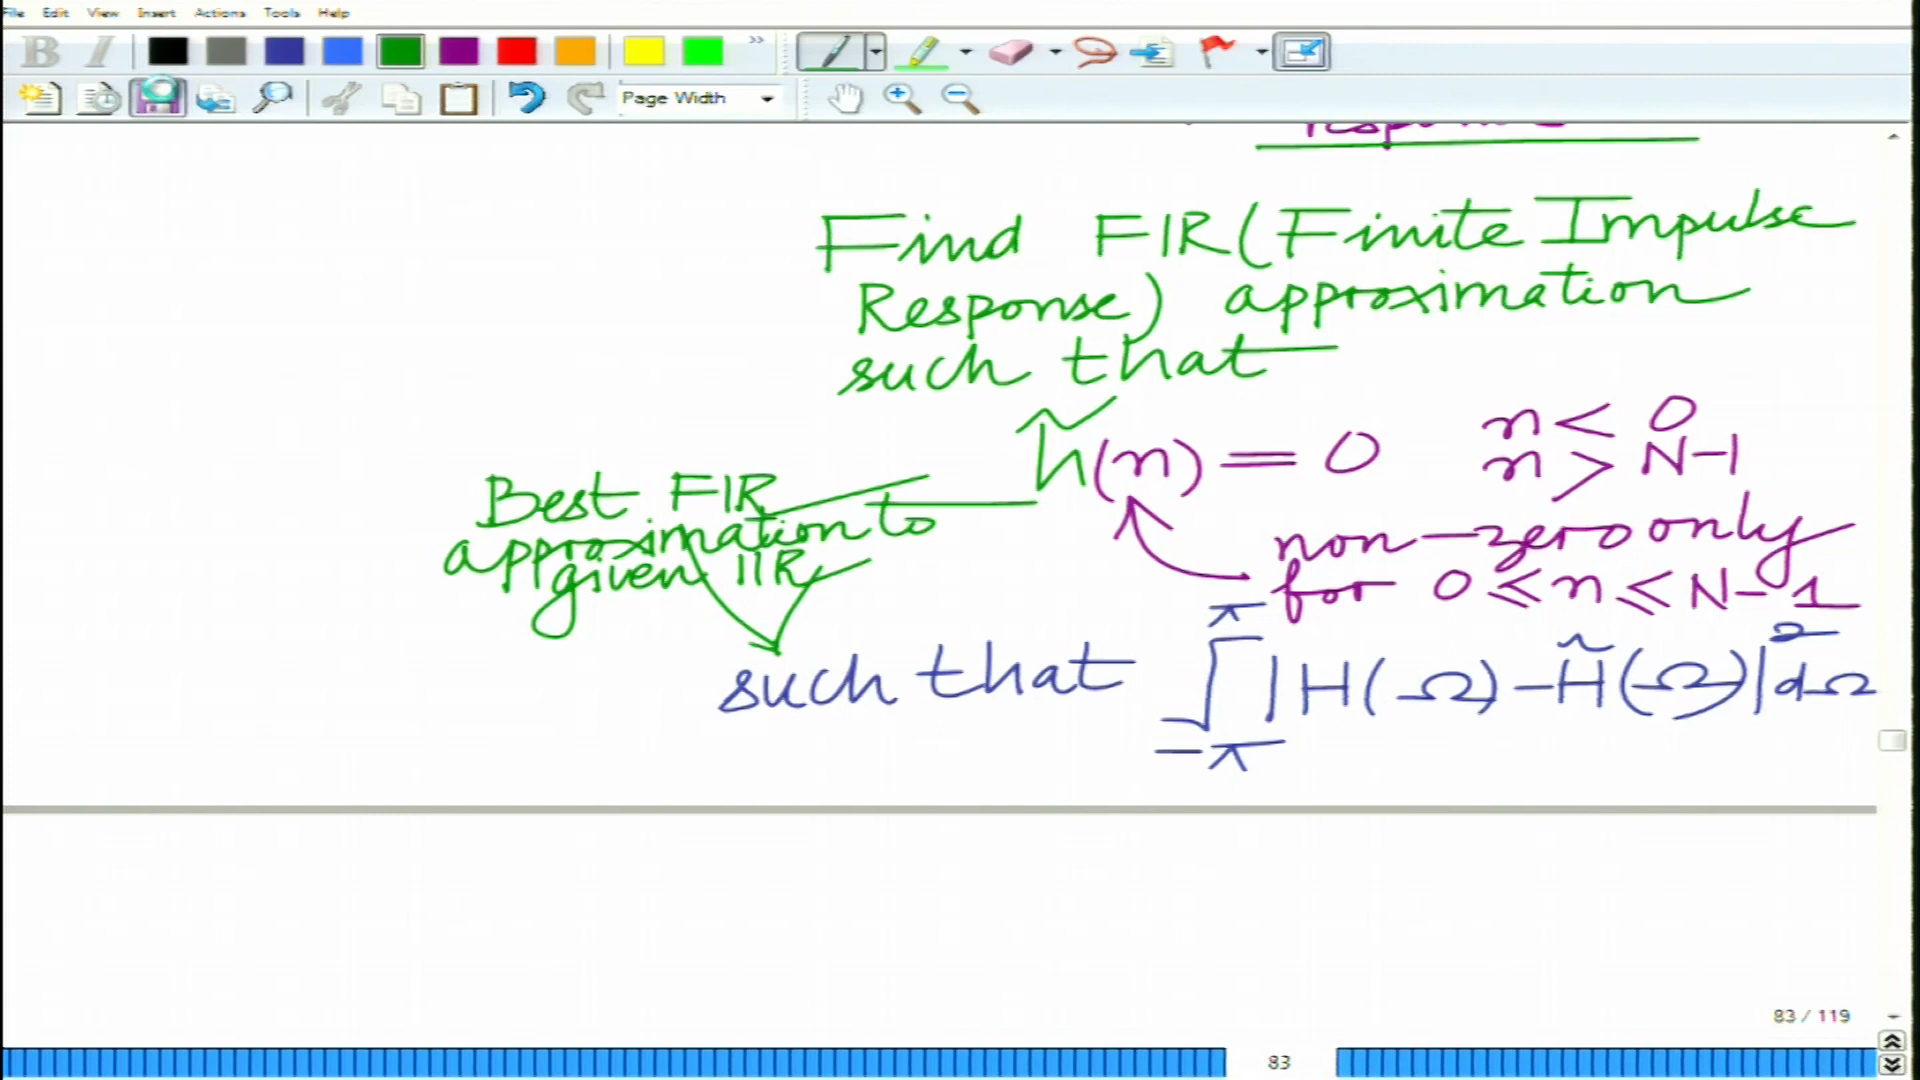 File Edit View Insert Actions Tools Help
B I
Page Width
Find FIR (Finite Impulse
Response) approximation
such that
h̃(n) = 0 n < 0
n > N-1
Best FIR
approximation to
given IIR
non-zero only
for 0 ≤ n ≤ N-1
such that ∫_{-π}^{π} |H(Ω) - H̃(Ω)|² dΩ
83 / 119
83